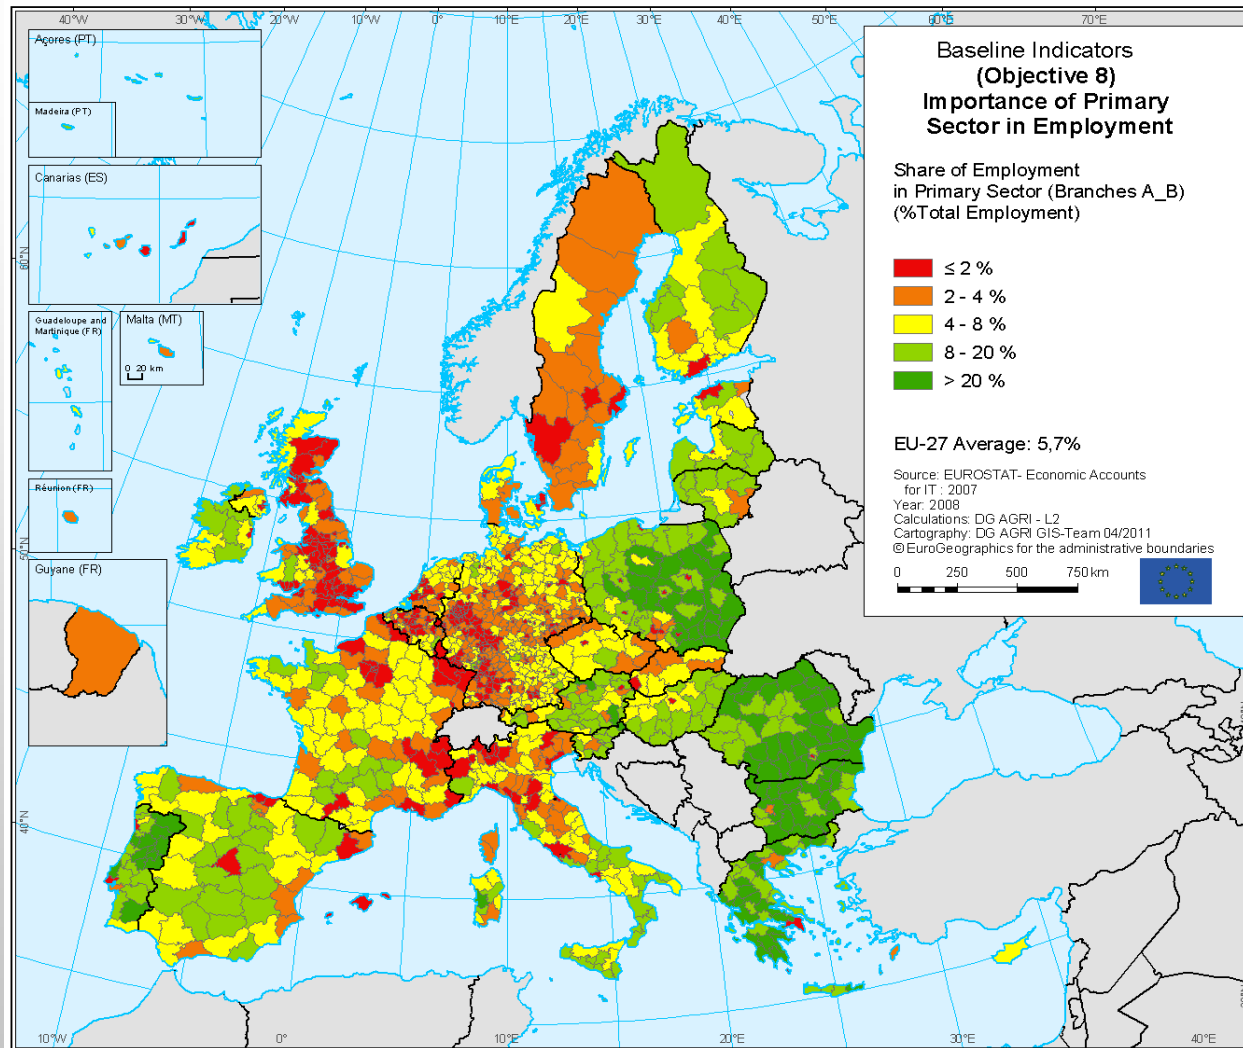 40°W 30°W 20°W 10°W 0° 10°E 20°E 30°E 40°E 50°E 60°E 70°E
Açores (PT)
Madeira (PT)
Canarias (ES)
Guadeloupe and
Martinique (FR)
Malta (MT)
0 20 km
Réunion (FR)
Guyane (FR)
60°N
50°N
40°N
Baseline Indicators
(Objective 8)
Importance of Primary
Sector in Employment
Share of Employment
in Primary Sector (Branches A_B)
(%Total Employment)
≤ 2 %
2 - 4 %
4 - 8 %
8 - 20 %
> 20 %
EU-27 Average: 5,7%
Source: EUROSTAT- Economic Accounts
for IT : 2007
Year: 2008
Calculations: DG AGRI - L2
Cartography: DG AGRI GIS-Team 04/2011
© EuroGeographics for the administrative boundaries
0 250 500 750 km
10°W 0° 10°E 20°E 30°E 40°E